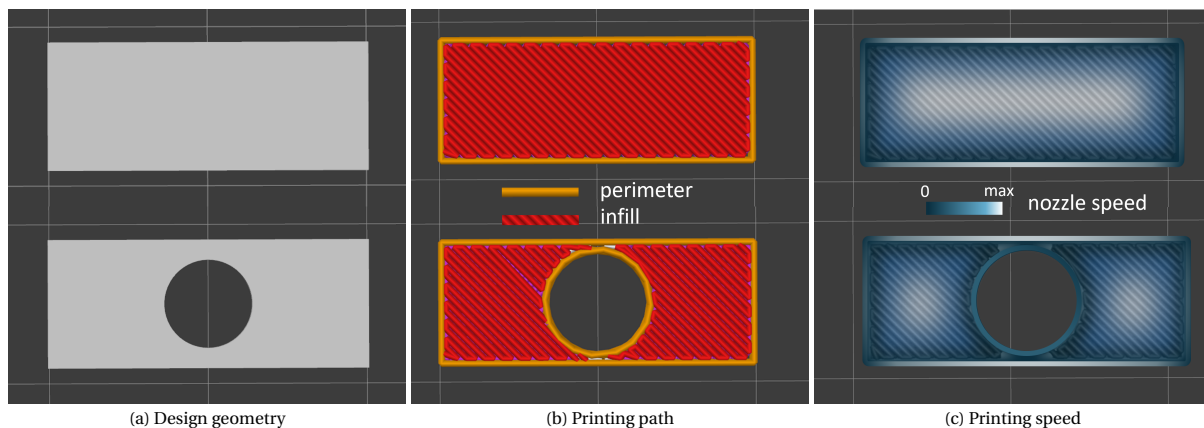 perimeter
infill
0 max
nozzle speed
(a) Design geometry
(b) Printing path
(c) Printing speed